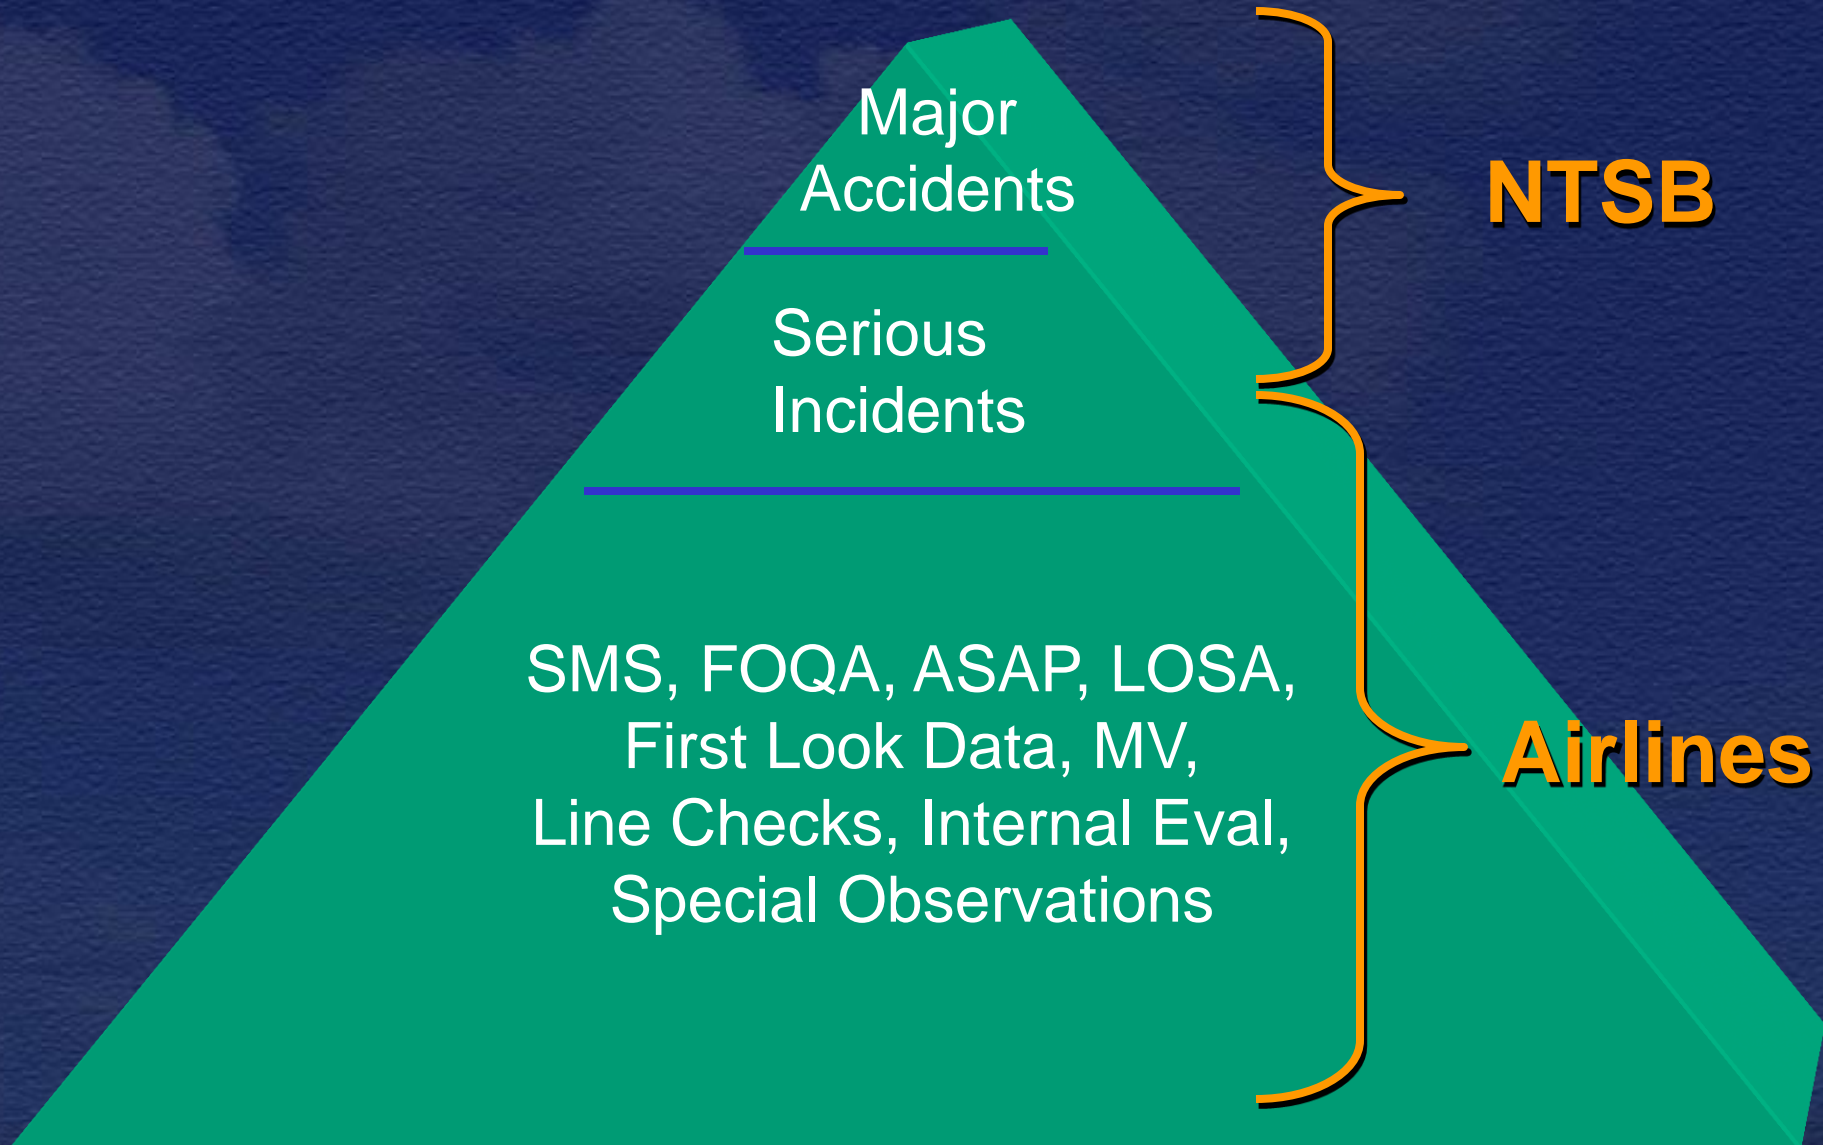 Major
Accidents
NTSB
Serious
Incidents
SMS, FOQA, ASAP, LOSA,
First Look Data, MV,
Line Checks, Internal Eval,
Special Observations
Airlines